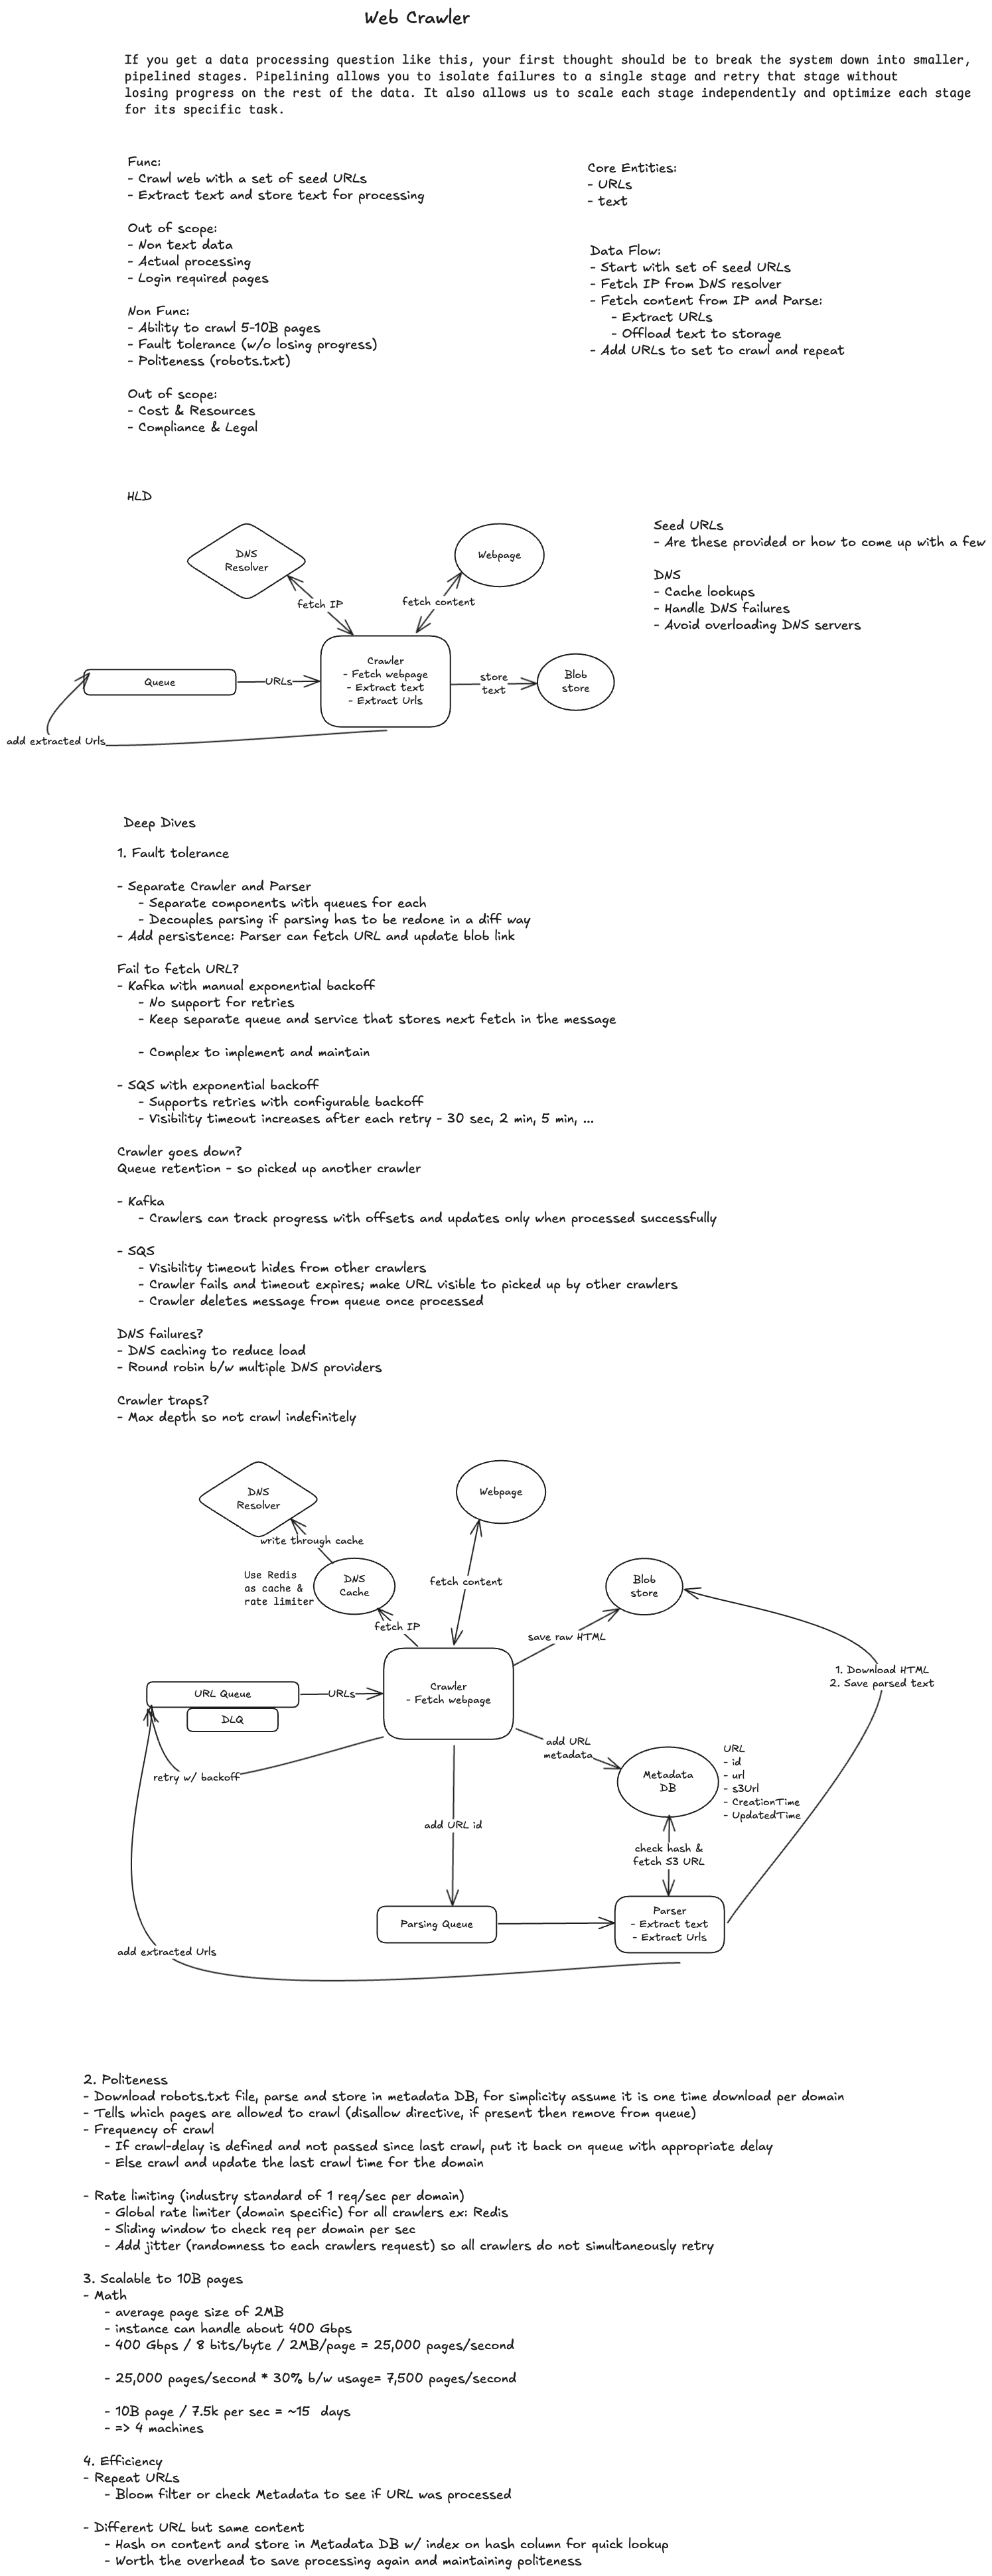 Web Crawler
If you get a data processing question like this, your first thought should be to break the system down into smaller,
pipelined stages. Pipelining allows you to isolate failures to a single stage and retry that stage without
losing progress on the rest of the data. It also allows us to scale each stage independently and optimize each stage
for its specific task.
Func:
- Crawl web with a set of seed URLs
- Extract text and store text for processing
Out of scope:
- Non text data
- Actual processing
- Login required pages
Non Func:
- Ability to crawl 5-10B pages
- Fault tolerance (w/o losing progress)
- Politeness (robots.txt)
Out of scope:
- Cost & Resources
- Compliance & Legal
Core Entities:
- URLs
- text
Data Flow:
- Start with set of seed URLs
- Fetch IP from DNS resolver
- Fetch content from IP and Parse:
- Extract URLs
- Offload text to storage
- Add URLs to set to crawl and repeat
HLD
DNS
Resolver
Webpage
fetch IP
fetch content
Queue
URLs
Crawler
- Fetch webpage
- Extract text
- Extract Urls
store
text
Blob
store
add extracted Urls
Seed URLs
- Are these provided or how to come up with a few
DNS
- Cache lookups
- Handle DNS failures
- Avoid overloading DNS servers
Deep Dives
1. Fault tolerance
- Separate Crawler and Parser
- Separate components with queues for each
- Decouples parsing if parsing has to be redone in a diff way
- Add persistence: Parser can fetch URL and update blob link
Fail to fetch URL?
- Kafka with manual exponential backoff
- No support for retries
- Keep separate queue and service that stores next fetch in the message
- Complex to implement and maintain
- SQS with exponential backoff
- Supports retries with configurable backoff
- Visibility timeout increases after each retry - 30 sec, 2 min, 5 min, ...
Crawler goes down?
Queue retention - so picked up another crawler
- Kafka
- Crawlers can track progress with offsets and updates only when processed successfully
- SQS
- Visibility timeout hides from other crawlers
- Crawler fails and timeout expires; make URL visible to picked up by other crawlers
- Crawler deletes message from queue once processed
DNS failures?
- DNS caching to reduce load
- Round robin b/w multiple DNS providers
Crawler traps?
- Max depth so not crawl indefinitely
DNS
Resolver
Webpage
write through cache
Use Redis
as cache &
rate limiter
DNS
Cache
fetch content
Blob
store
fetch IP
save raw HTML
1. Download HTML
2. Save parsed text
URL Queue
URLs
Crawler
- Fetch webpage
DLQ
retry w/ backoff
add URL
metadata
Metadata
DB
URL
- id
- url
- s3Url
- CreationTime
- UpdatedTime
add URL id
check hash &
fetch S3 URL
Parsing Queue
Parser
- Extract text
- Extract Urls
add extracted Urls
2. Politeness
- Download robots.txt file, parse and store in metadata DB, for simplicity assume it is one time download per domain
- Tells which pages are allowed to crawl (disallow directive, if present then remove from queue)
- Frequency of crawl
- If crawl-delay is defined and not passed since last crawl, put it back on queue with appropriate delay
- Else crawl and update the last crawl time for the domain
- Rate limiting (industry standard of 1 req/sec per domain)
- Global rate limiter (domain specific) for all crawlers ex: Redis
- Sliding window to check req per domain per sec
- Add jitter (randomness to each crawlers request) so all crawlers do not simultaneously retry
3. Scalable to 10B pages
- Math
- average page size of 2MB
- instance can handle about 400 Gbps
- 400 Gbps / 8 bits/byte / 2MB/page = 25,000 pages/second
- 25,000 pages/second * 30% b/w usage= 7,500 pages/second
- 10B page / 7.5k per sec = ~15 days
- => 4 machines
4. Efficiency
- Repeat URLs
- Bloom filter or check Metadata to see if URL was processed
- Different URL but same content
- Hash on content and store in Metadata DB w/ index on hash column for quick lookup
- Worth the overhead to save processing again and maintaining politeness